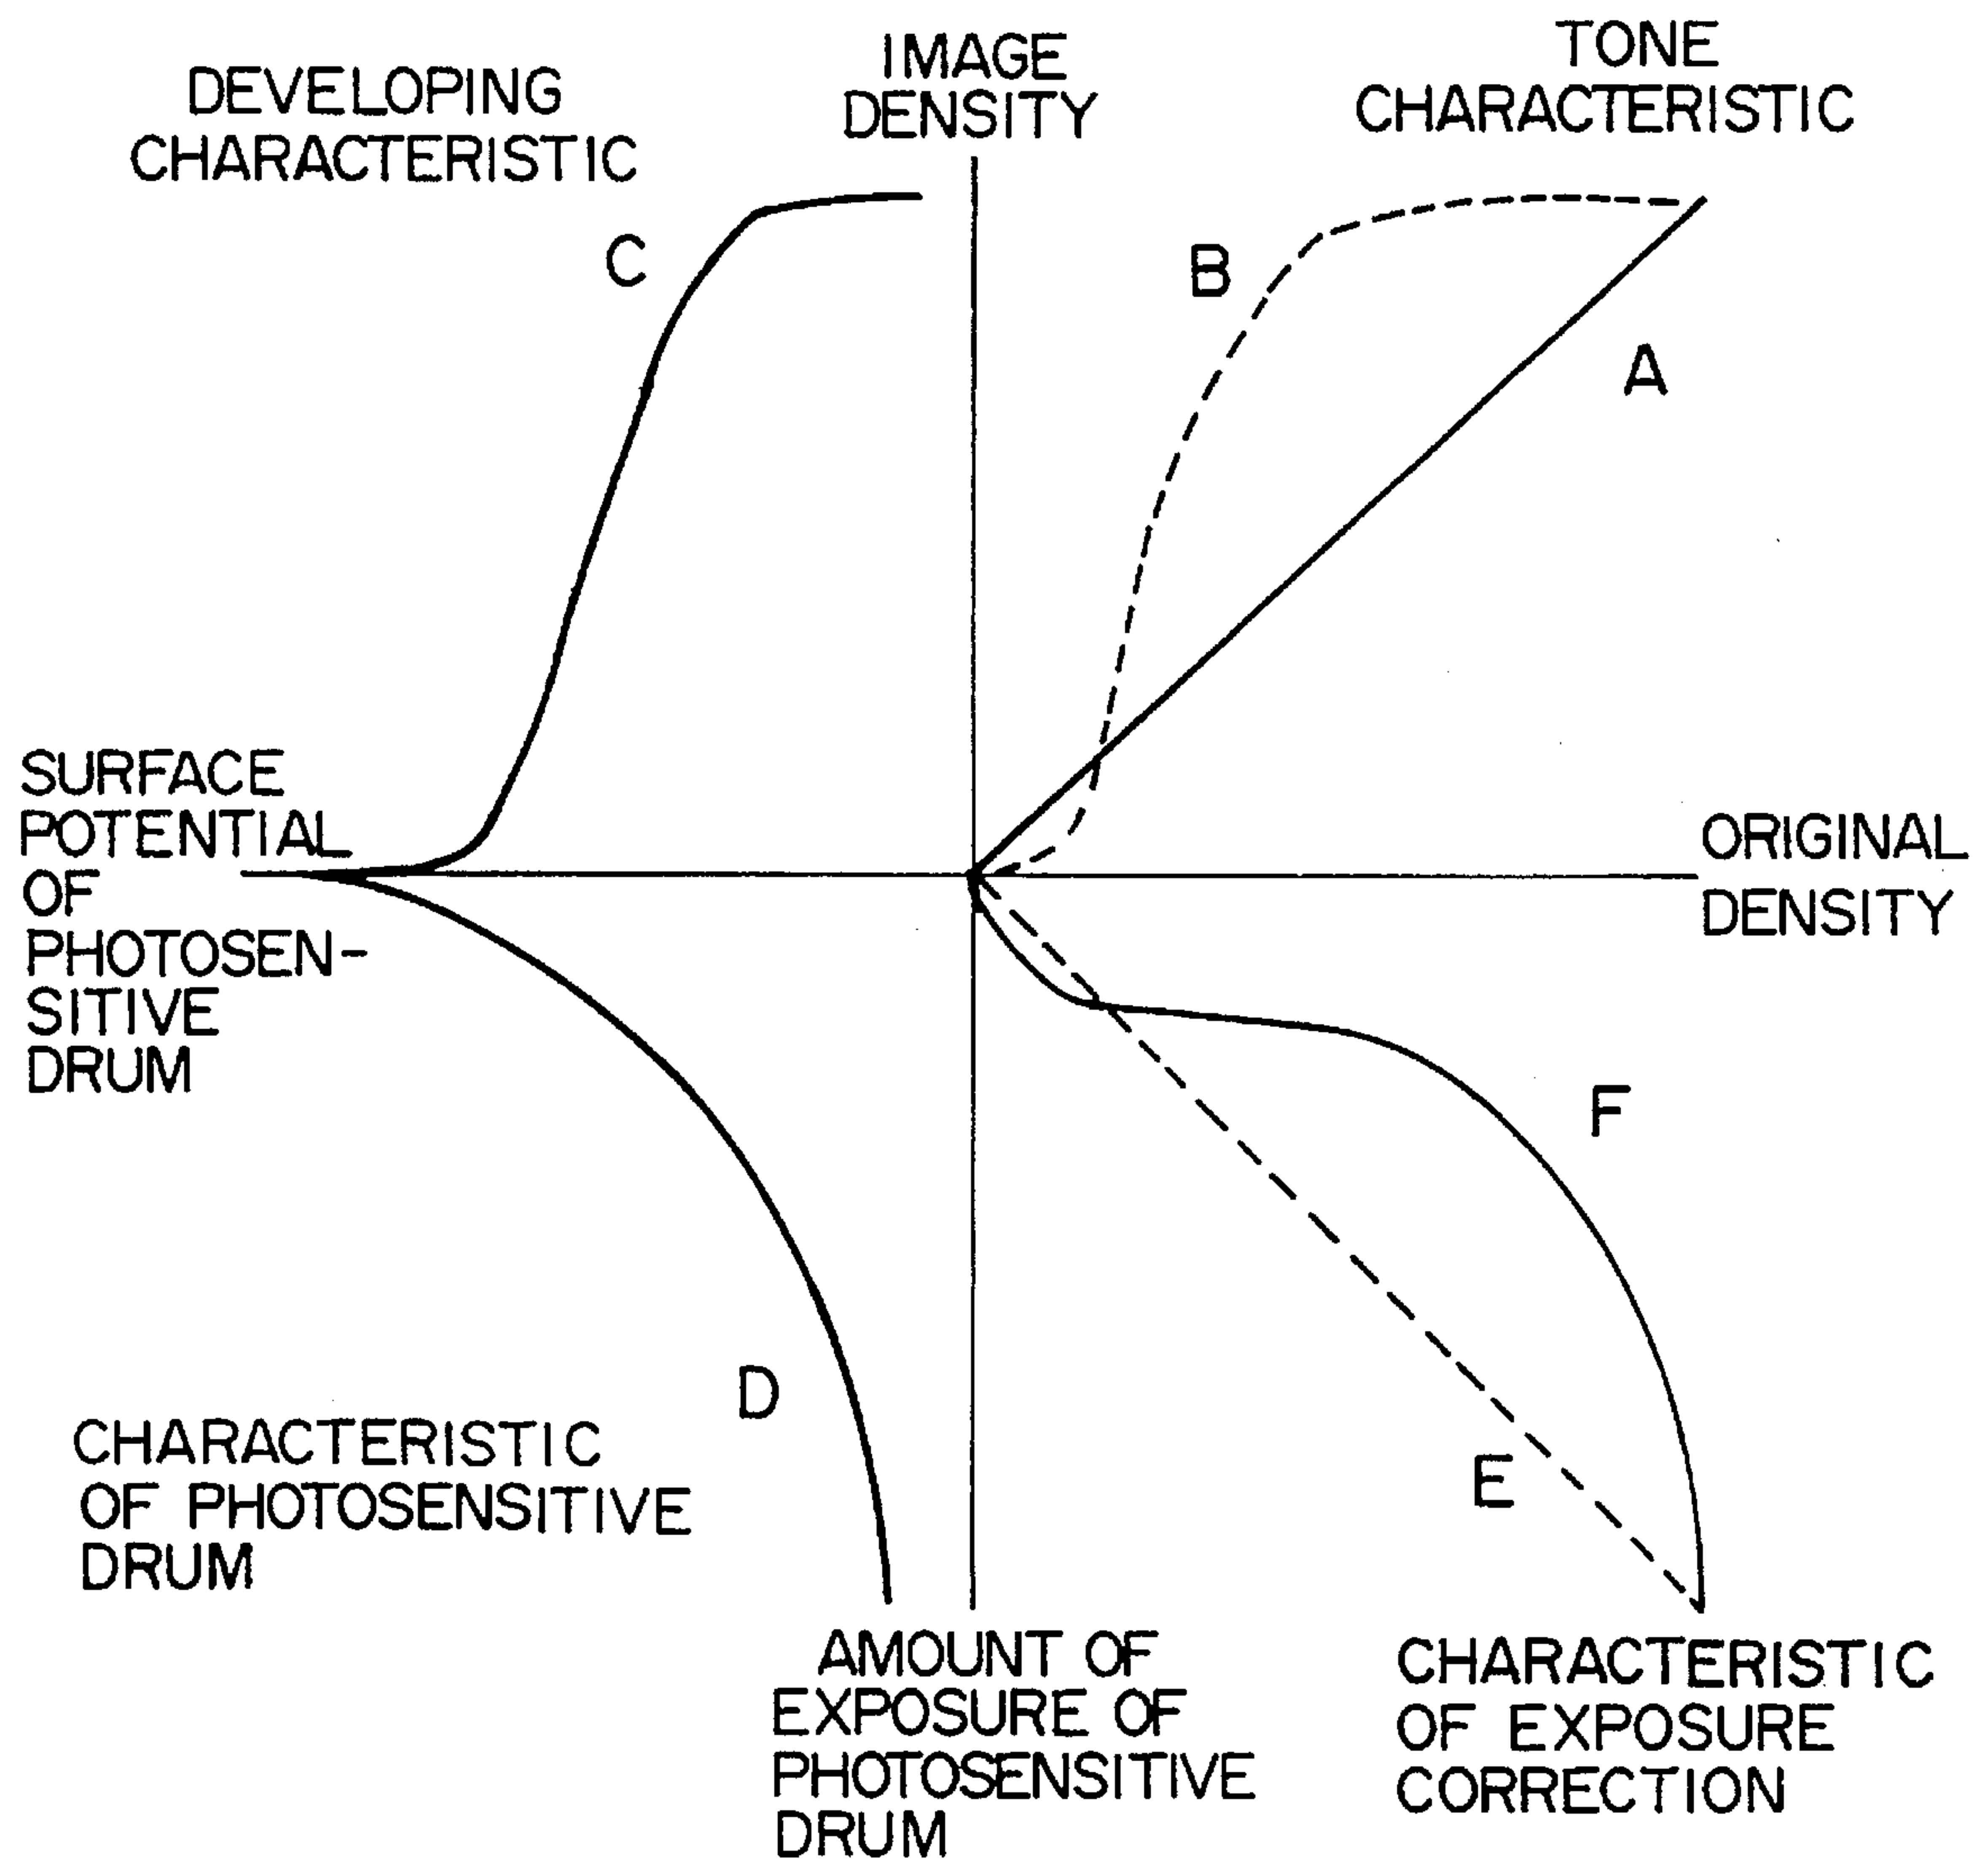 DEVELOPING
CHARACTERISTIC
IMAGE
DENSITY
TONE
CHARACTERISTIC
C
B
A
SURFACE
POTENTIAL
OF
PHOTOSEN-
SITIVE
DRUM
ORIGINAL
DENSITY
F
D
E
CHARACTERISTIC
OF PHOTOSENSITIVE
DRUM
AMOUNT OF
EXPOSURE OF
PHOTOSENSITIVE
DRUM
CHARACTERISTIC
OF EXPOSURE
CORRECTION